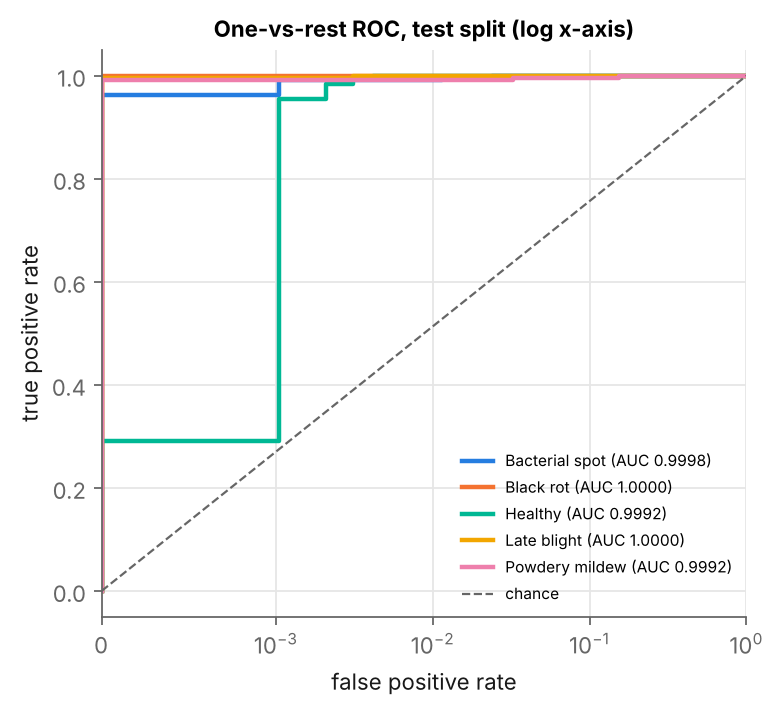 One-vs-rest ROC, test split (log x-axis)
true positive rate
1.0
0.8
0.6
0.4
0.2
0.0
Bacterial spot (AUC 0.9998)
Black rot (AUC 1.0000)
Healthy (AUC 0.9992)
Late blight (AUC 1.0000)
Powdery mildew (AUC 0.9992)
chance
0 10⁻³ 10⁻² 10⁻¹ 10⁰
false positive rate